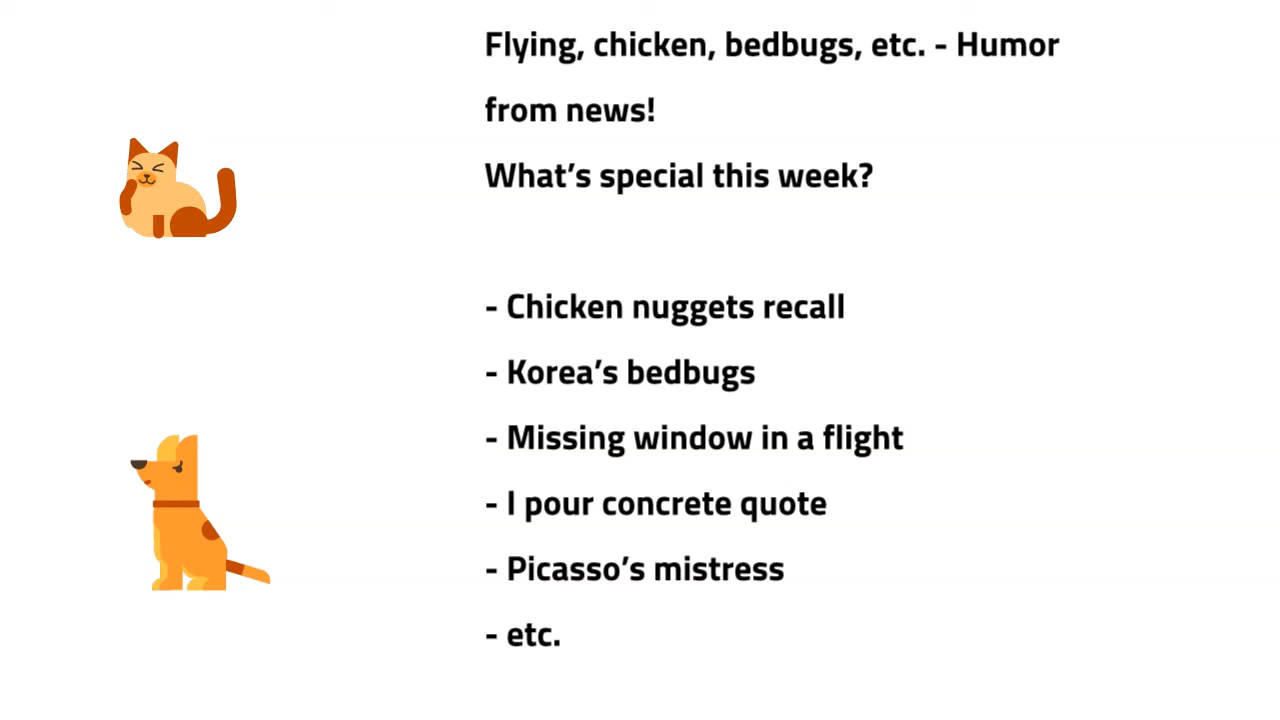 Flying, chicken, bedbugs, etc. - Humor
from news!
What’s special this week?
- Chicken nuggets recall
- Korea’s bedbugs
- Missing window in a flight
- I pour concrete quote
- Picasso’s mistress
- etc.